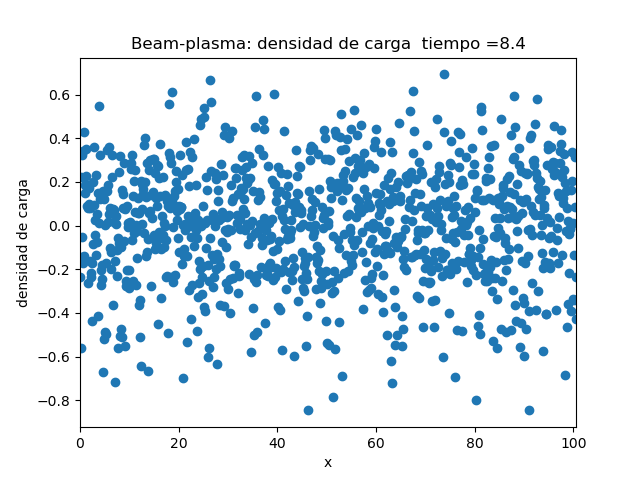 Beam-plasma: densidad de carga  tiempo =8.4
densidad de carga
0.6
0.4
0.2
0.0
−0.2
−0.4
−0.6
−0.8
0 20 40 60 80 100
x